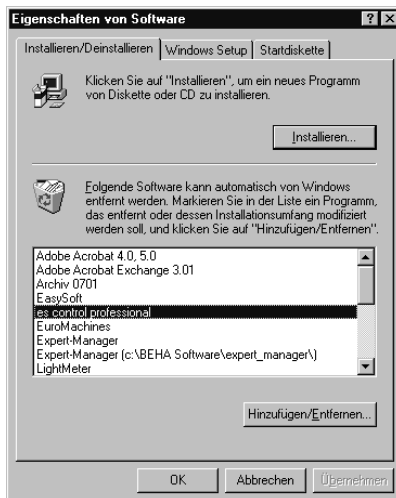 Eigenschaften von Software
Installieren/Deinstallieren Windows Setup Startdiskette
Klicken Sie auf "Installieren", um ein neues Programm
von Diskette oder CD zu installieren.
Installieren...
Folgende Software kann automatisch von Windows
entfernt werden. Markieren Sie in der Liste ein Programm,
das entfernt oder dessen Installationsumfang modifiziert
werden soll, und klicken Sie auf "Hinzufügen/Entfernen".
Adobe Acrobat 4.0, 5.0
Adobe Acrobat Exchange 3.01
Archiv 0701
EasySoft
es control professional
EuroMachines
Expert-Manager
Expert-Manager (c:\BEHA Software\expert_manager\)
LightMeter
Hinzufügen/Entfernen...
OK Abbrechen Übernehmen